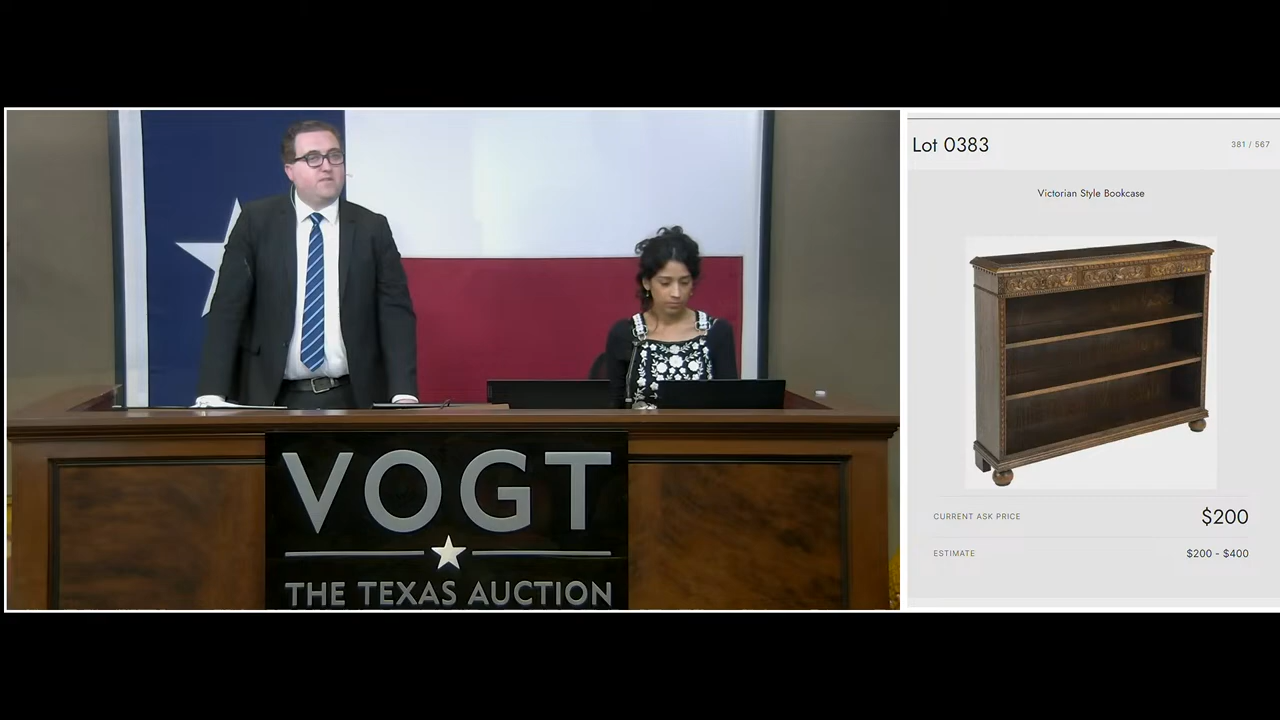 VOGT
THE TEXAS AUCTION
Lot 0383
381 / 567
Victorian Style Bookcase
CURRENT ASK PRICE
$200
ESTIMATE
$200 - $400